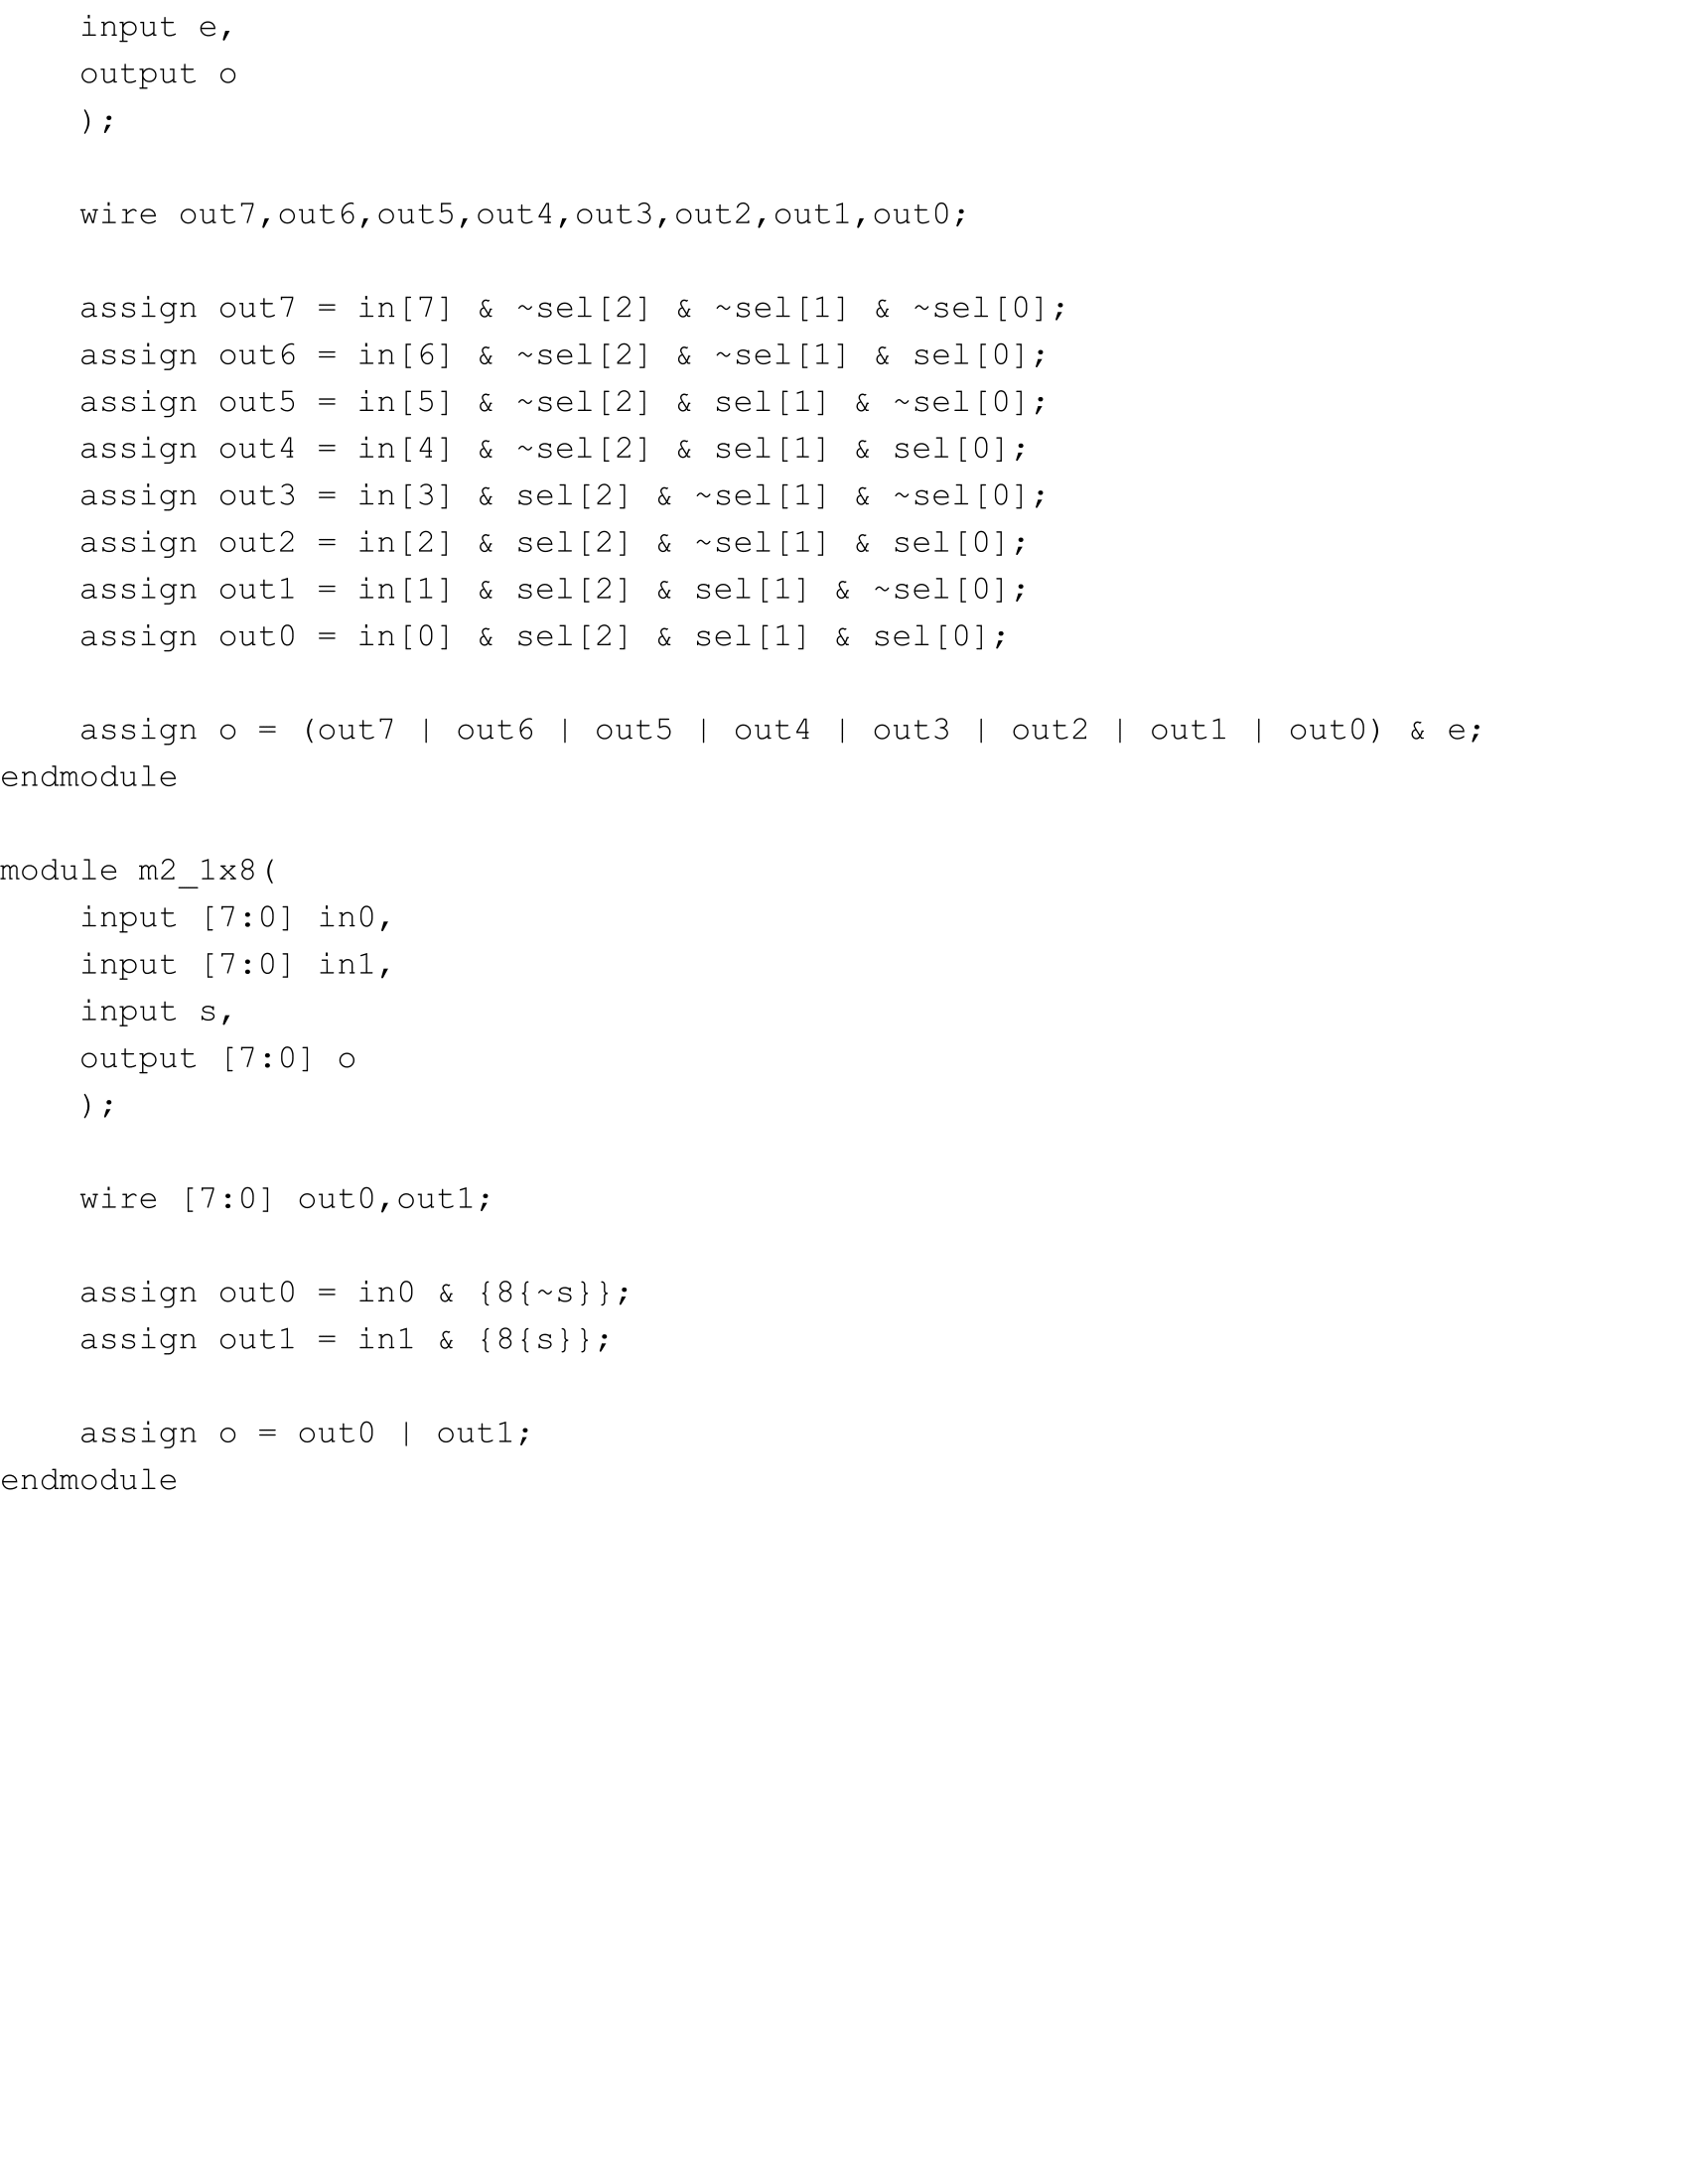 input e,
output o
);
wire out7,out6,out5,out4,out3,out2,out1,out0;
assign out7 = in[7] & ~sel[2] & ~sel[1] & ~sel[0];
assign out6 = in[6] & ~sel[2] & ~sel[1] & sel[0];
assign out5 = in[5] & ~sel[2] & sel[1] & ~sel[0];
assign out4 = in[4] & ~sel[2] & sel[1] & sel[0];
assign out3 = in[3] & sel[2] & ~sel[1] & ~sel[0];
assign out2 = in[2] & sel[2] & ~sel[1] & sel[0];
assign out1 = in[1] & sel[2] & sel[1] & ~sel[0];
assign out0 = in[0] & sel[2] & sel[1] & sel[0];
assign o = (out7 | out6 | out5 | out4 | out3 | out2 | out1 | out0) & e;
endmodule
module m2_1x8(
input [7:0] in0,
input [7:0] in1,
input s,
output [7:0] o
);
wire [7:0] out0,out1;
assign out0 = in0 & {8{~s}};
assign out1 = in1 & {8{s}};
assign o = out0 | out1;
endmodule